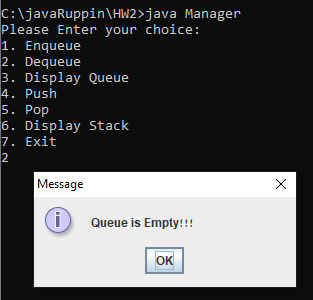 C:\javaRuppin\HW2>java Manager
Please Enter your choice:
1. Enqueue
2. Dequeue
3. Display Queue
4. Push
5. Pop
6. Display Stack
7. Exit
2
Message
Queue is Empty!!!
OK